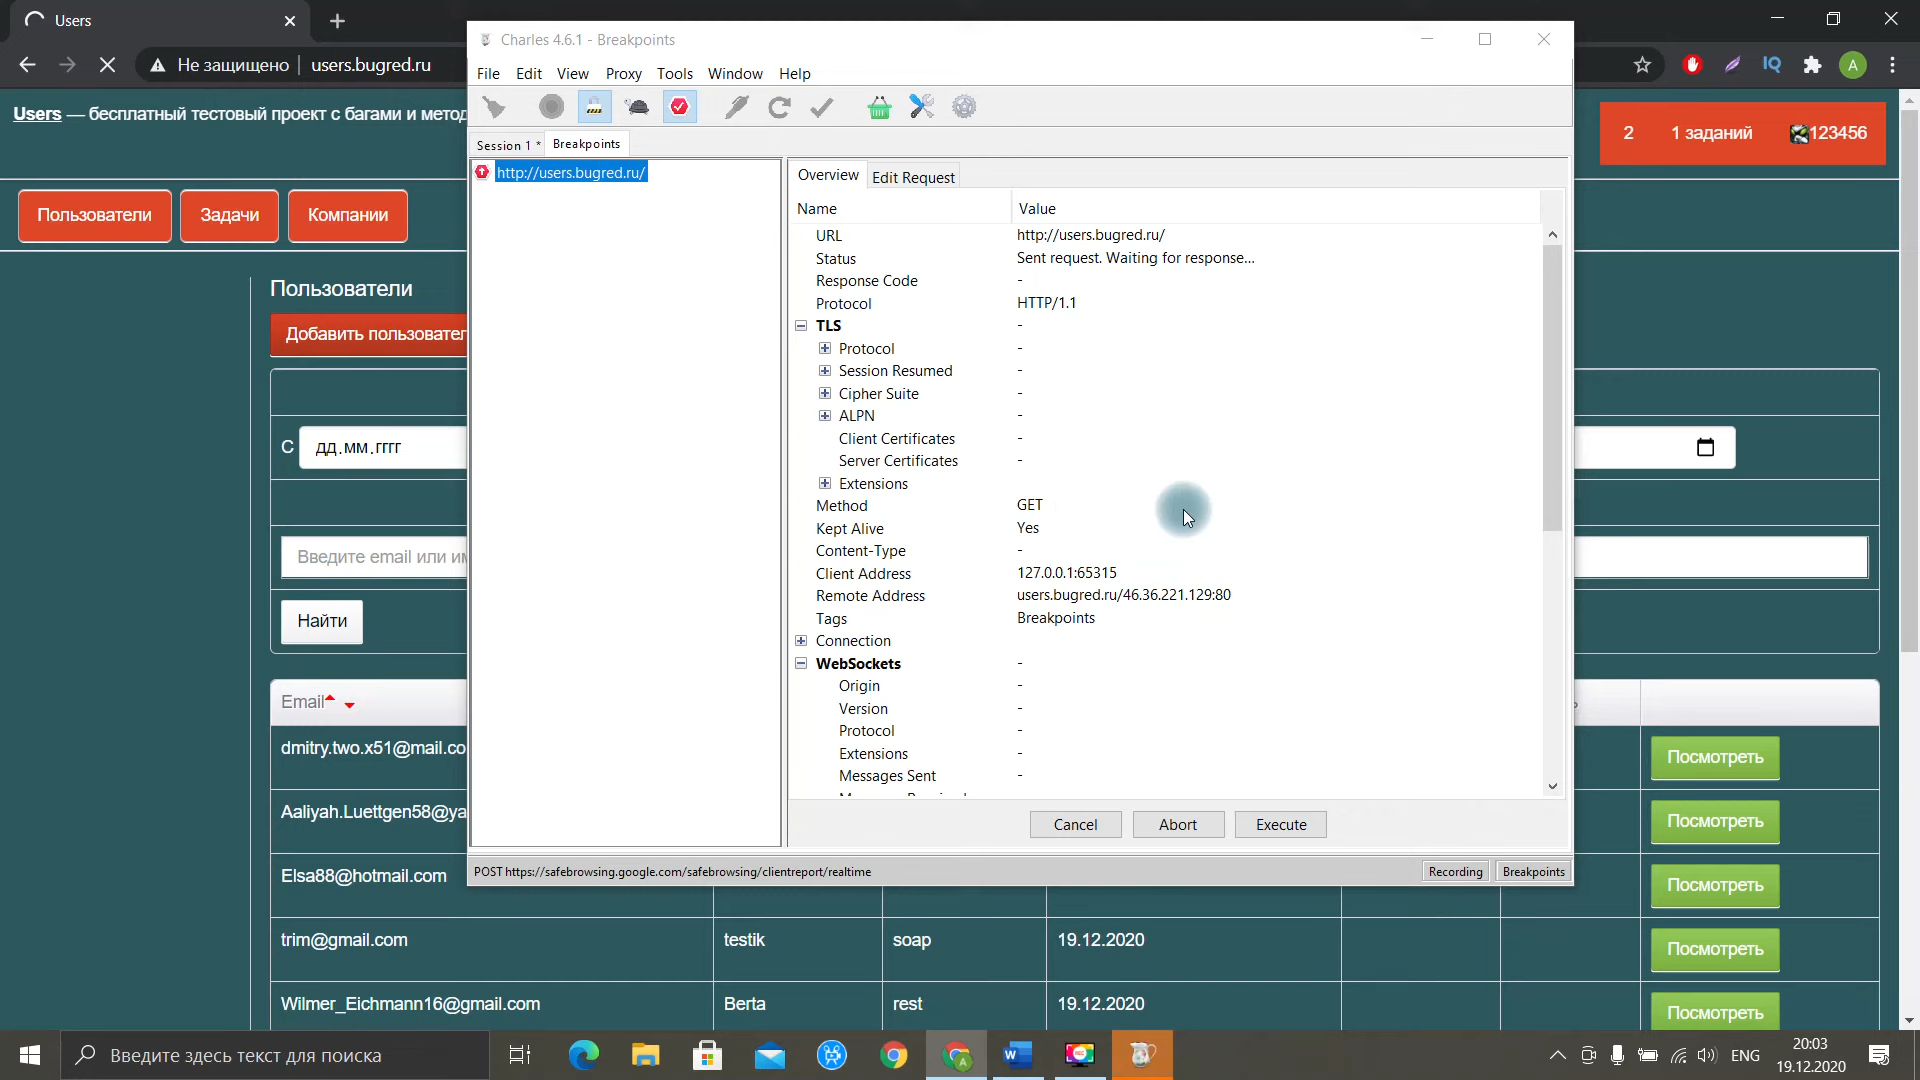 Users
Не защищено
users.bugred.ru
A
Users — бесплатный тестовый проект с багами и метод
2
1 заданий
123456
Пользователи
Задачи
Компании
Пользователи
Добавить пользовател
С
дд.мм.гггг
Введите email или им
Найти
Email
dmitry.two.x51@mail.co
Посмотреть
Aaliyah.Luettgen58@ya
Посмотреть
Elsa88@hotmail.com
Посмотреть
trim@gmail.com
testik
soap
19.12.2020
Посмотреть
Wilmer_Eichmann16@gmail.com
Berta
rest
19.12.2020
Посмотреть
Charles 4.6.1 - Breakpoints
File
Edit
View
Proxy
Tools
Window
Help
Session 1 *
Breakpoints
http://users.bugred.ru/
Overview
Edit Request
Name
Value
URL
http://users.bugred.ru/
Status
Sent request. Waiting for response...
Response Code
-
Protocol
HTTP/1.1
TLS
-
Protocol
-
Session Resumed
-
Cipher Suite
-
ALPN
-
Client Certificates
-
Server Certificates
-
Extensions
Method
GET
Kept Alive
Yes
Content-Type
-
Client Address
127.0.0.1:65315
Remote Address
users.bugred.ru/46.36.221.129:80
Tags
Breakpoints
Connection
WebSockets
-
Origin
-
Version
-
Protocol
-
Extensions
-
Messages Sent
-
Cancel
Abort
Execute
POST https://safebrowsing.google.com/safebrowsing/clientreport/realtime
Recording
Breakpoints
Введите здесь текст для поиска
ENG
20:03
19.12.2020